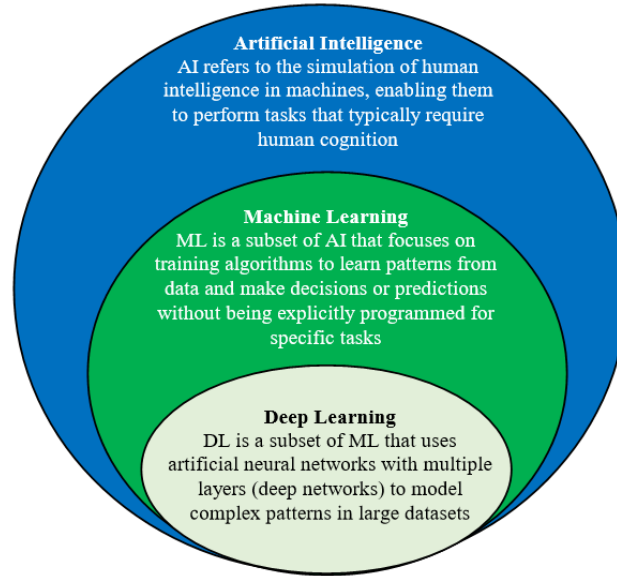 Artificial Intelligence
AI refers to the simulation of human
intelligence in machines, enabling them
to perform tasks that typically require
human cognition
Machine Learning
ML is a subset of AI that focuses on
training algorithms to learn patterns from
data and make decisions or predictions
without being explicitly programmed for
specific tasks
Deep Learning
DL is a subset of ML that uses
artificial neural networks with multiple
layers (deep networks) to model
complex patterns in large datasets